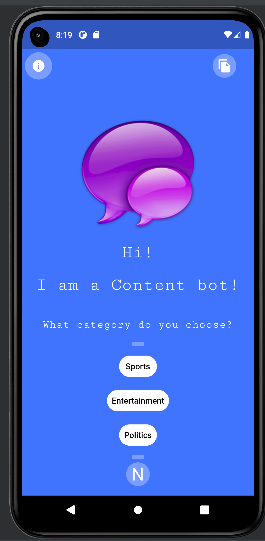 8:19
Hi!
I am a Content bot!
What category do you choose?
Sports
Entertainment
Politics
N